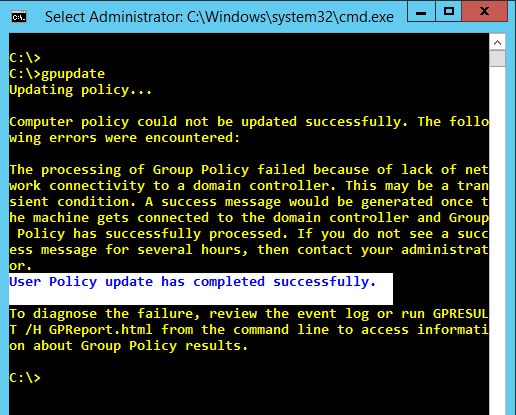 Select Administrator: C:\Windows\system32\cmd.exe
C:\>
C:\>gpupdate
Updating policy...
Computer policy could not be updated successfully. The follo
wing errors were encountered:
The processing of Group Policy failed because of lack of net
work connectivity to a domain controller. This may be a tran
sient condition. A success message would be generated once t
he machine gets connected to the domain controller and Group
 Policy has successfully processed. If you do not see a succ
ess message for several hours, then contact your administrat
or.
User Policy update has completed successfully.
To diagnose the failure, review the event log or run GPRESUL
T /H GPReport.html from the command line to access informati
on about Group Policy results.
C:\>